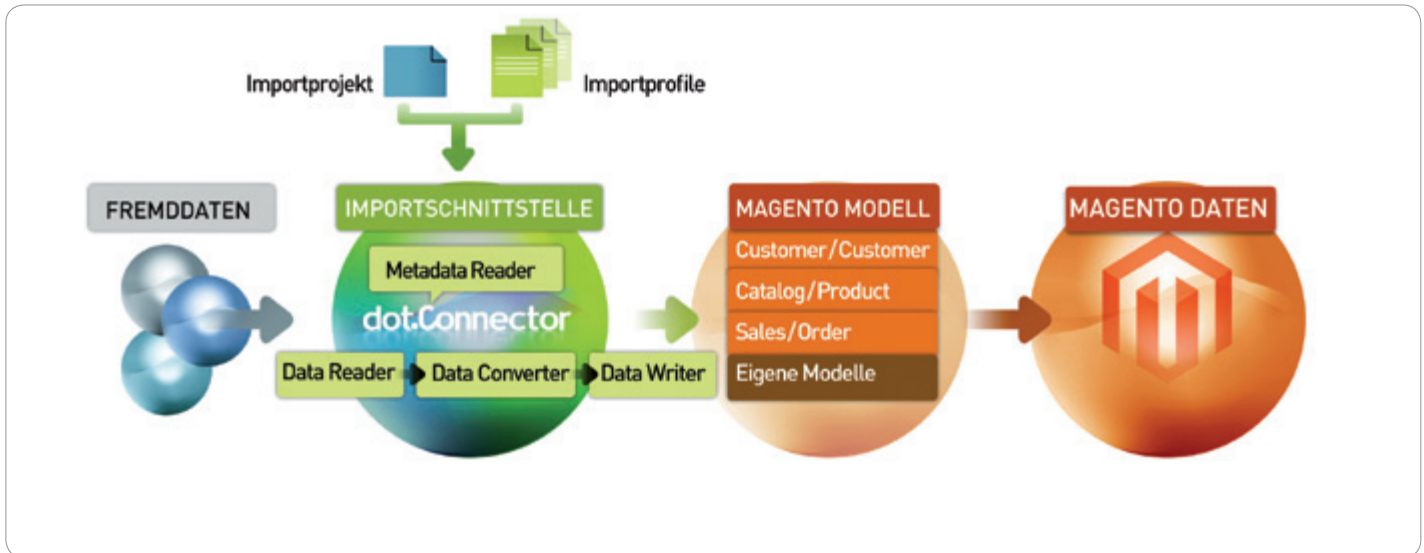 Importprojekt
Importprofile
FREMDDATEN
IMPORTSCHNITTSTELLE
Metadata Reader
dot.Connector
Data Reader
Data Converter
Data Writer
MAGENTO MODELL
Customer/Customer
Catalog/Product
Sales/Order
Eigene Modelle
MAGENTO DATEN